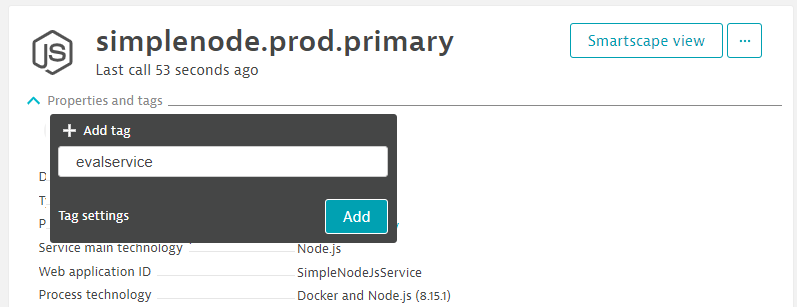 JS
simplenode.prod.primary
Last call 53 seconds ago
Smartscape view
...
Properties and tags
Add tag
evalservice
Tag settings
Add
Service main technology Node.js
Web application ID SimpleNodeJsService
Process technology Docker and Node.js (8.15.1)